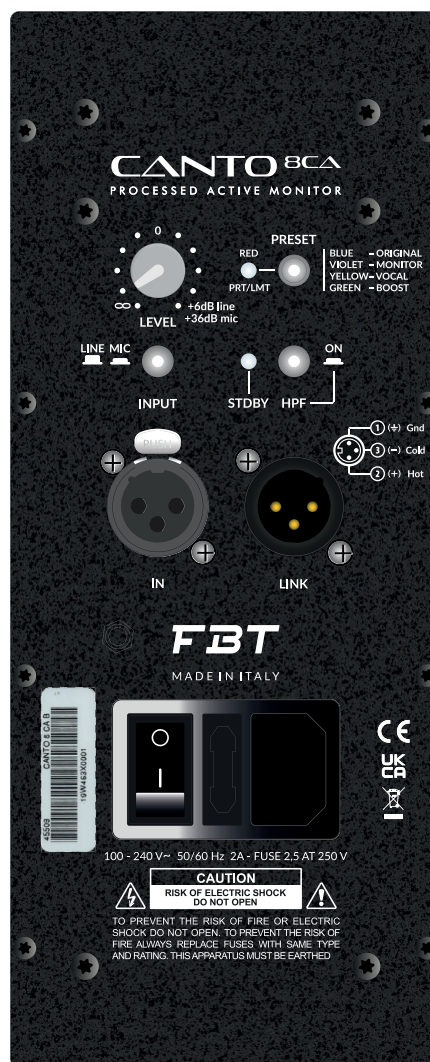 CANTO 8CA
PROCESSED ACTIVE MONITOR
0
PRESET
RED
PRT/LMT
BLUE – ORIGINAL
VIOLET – MONITOR
YELLOW – VOCAL
GREEN – BOOST
∞
+6dB line
+36dB mic
LEVEL
LINE MIC
ON
INPUT
STDBY HPF
PUSH
1 (÷) Gnd
3 (–) Cold
2 (+) Hot
IN
LINK
FBT
MADE IN ITALY
45509 CANTO 8 CA B
19W463X0001
CE
UK
CA
100 - 240 V~ 50/60 Hz 2A - FUSE 2,5 AT 250 V
CAUTION
RISK OF ELECTRIC SHOCK
DO NOT OPEN
TO PREVENT THE RISK OF FIRE OR ELECTRIC
SHOCK DO NOT OPEN. TO PREVENT THE RISK OF
FIRE ALWAYS REPLACE FUSES WITH SAME TYPE
AND RATING. THIS APPARATUS MUST BE EARTHED